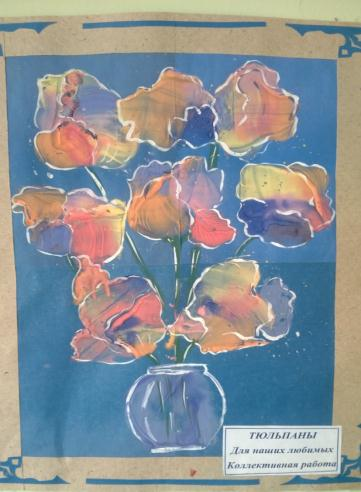 ТЮЛЬПАНЫ
Для наших любимых
Коллективная работа